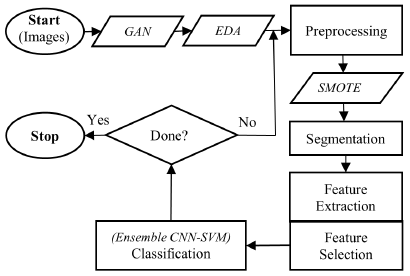 Start
(Images)
GAN
EDA
Preprocessing
SMOTE
Segmentation
Feature
Extraction
Feature
Selection
(Ensemble CNN-SVM)
Classification
Done?
No
Yes
Stop